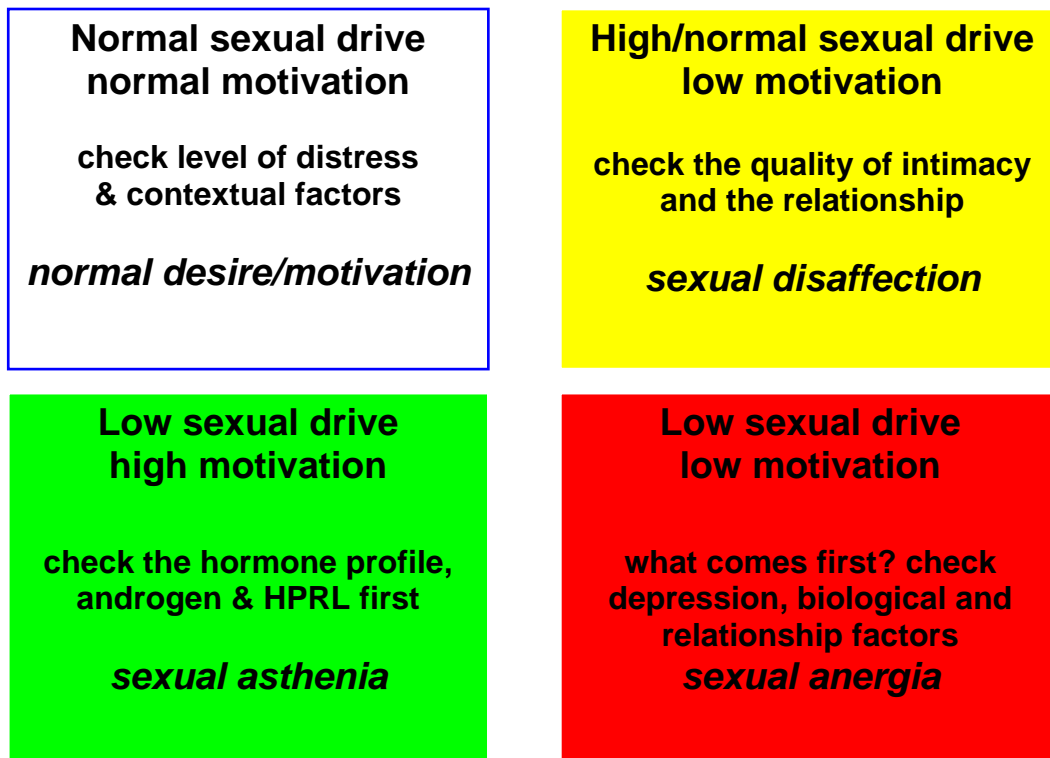 Normal sexual drive
normal motivation
check level of distress
& contextual factors
normal desire/motivation
High/normal sexual drive
low motivation
check the quality of intimacy
and the relationship
sexual disaffection
Low sexual drive
high motivation
check the hormone profile,
androgen & HPRL first
sexual asthenia
Low sexual drive
low motivation
what comes first? check
depression, biological and
relationship factors
sexual anergia